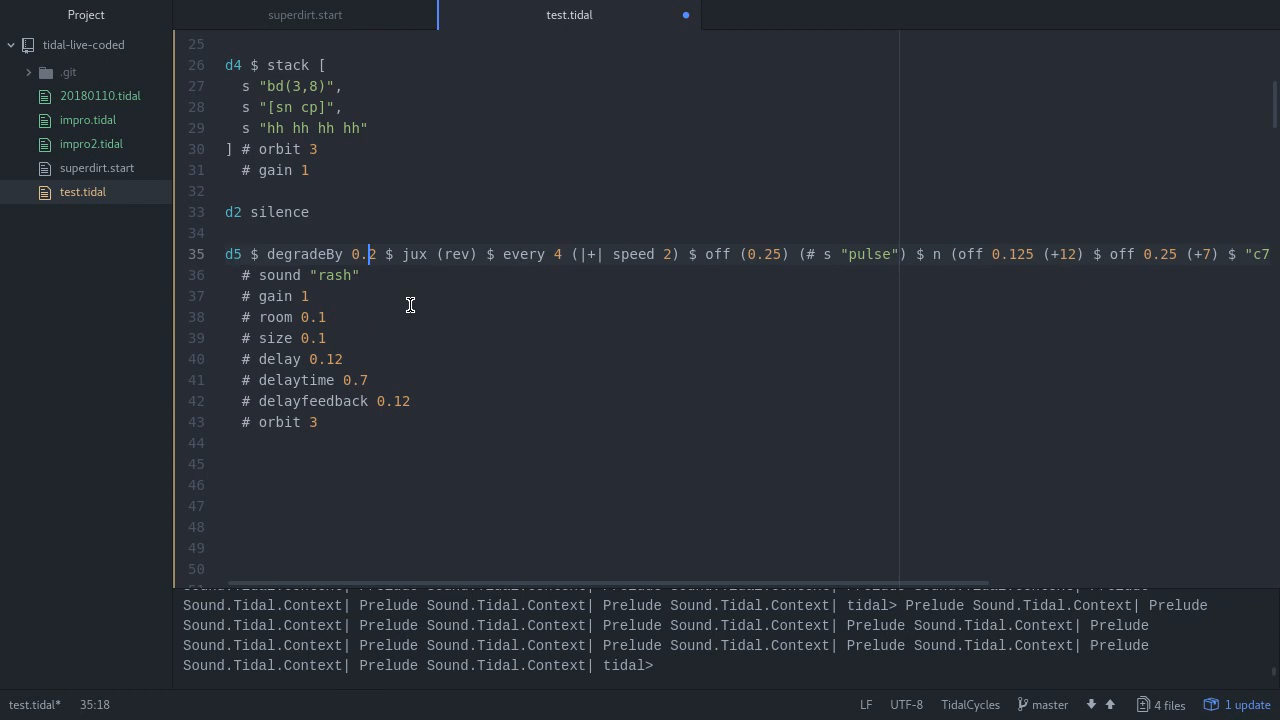 Project
superdirt.start
test.tidal
tidal-live-coded
.git
20180110.tidal
impro.tidal
impro2.tidal
superdirt.start
test.tidal
25
26 d4 $ stack [
27 s "bd(3,8)",
28 s "[sn cp]",
29 s "hh hh hh hh"
30 ] # orbit 3
31 # gain 1
32
33 d2 silence
34
35 d5 $ degradeBy 0.2 $ jux (rev) $ every 4 (|+| speed 2) $ off (0.25) (# s "pulse") $ n (off 0.125 (+12) $ off 0.25 (+7) $ "c7
36 # sound "rash"
37 # gain 1
38 # room 0.1
39 # size 0.1
40 # delay 0.12
41 # delaytime 0.7
42 # delayfeedback 0.12
43 # orbit 3
44
45
46
47
48
49
50
Sound.Tidal.Context| Prelude Sound.Tidal.Context| Prelude Sound.Tidal.Context| tidal> Prelude Sound.Tidal.Context| Prelude
Sound.Tidal.Context| Prelude Sound.Tidal.Context| Prelude Sound.Tidal.Context| Prelude Sound.Tidal.Context| Prelude
Sound.Tidal.Context| Prelude Sound.Tidal.Context| Prelude Sound.Tidal.Context| Prelude Sound.Tidal.Context| Prelude
Sound.Tidal.Context| Prelude Sound.Tidal.Context| tidal>
test.tidal* 35:18 LF UTF-8 TidalCycles master 4 files 1 update